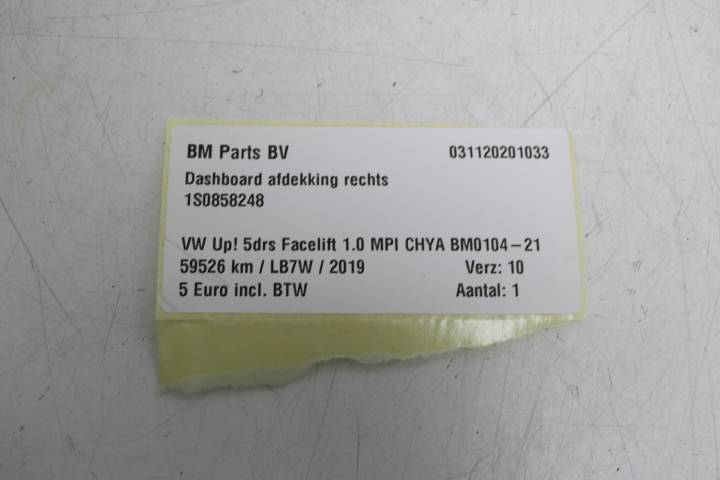 BM Parts BV 031120201033
Dashboard afdekking rechts
1S0858248
VW Up! 5drs Facelift 1.0 MPI CHYA BM0104-21
59526 km / LB7W / 2019 Verz: 10
5 Euro incl. BTW Aantal: 1